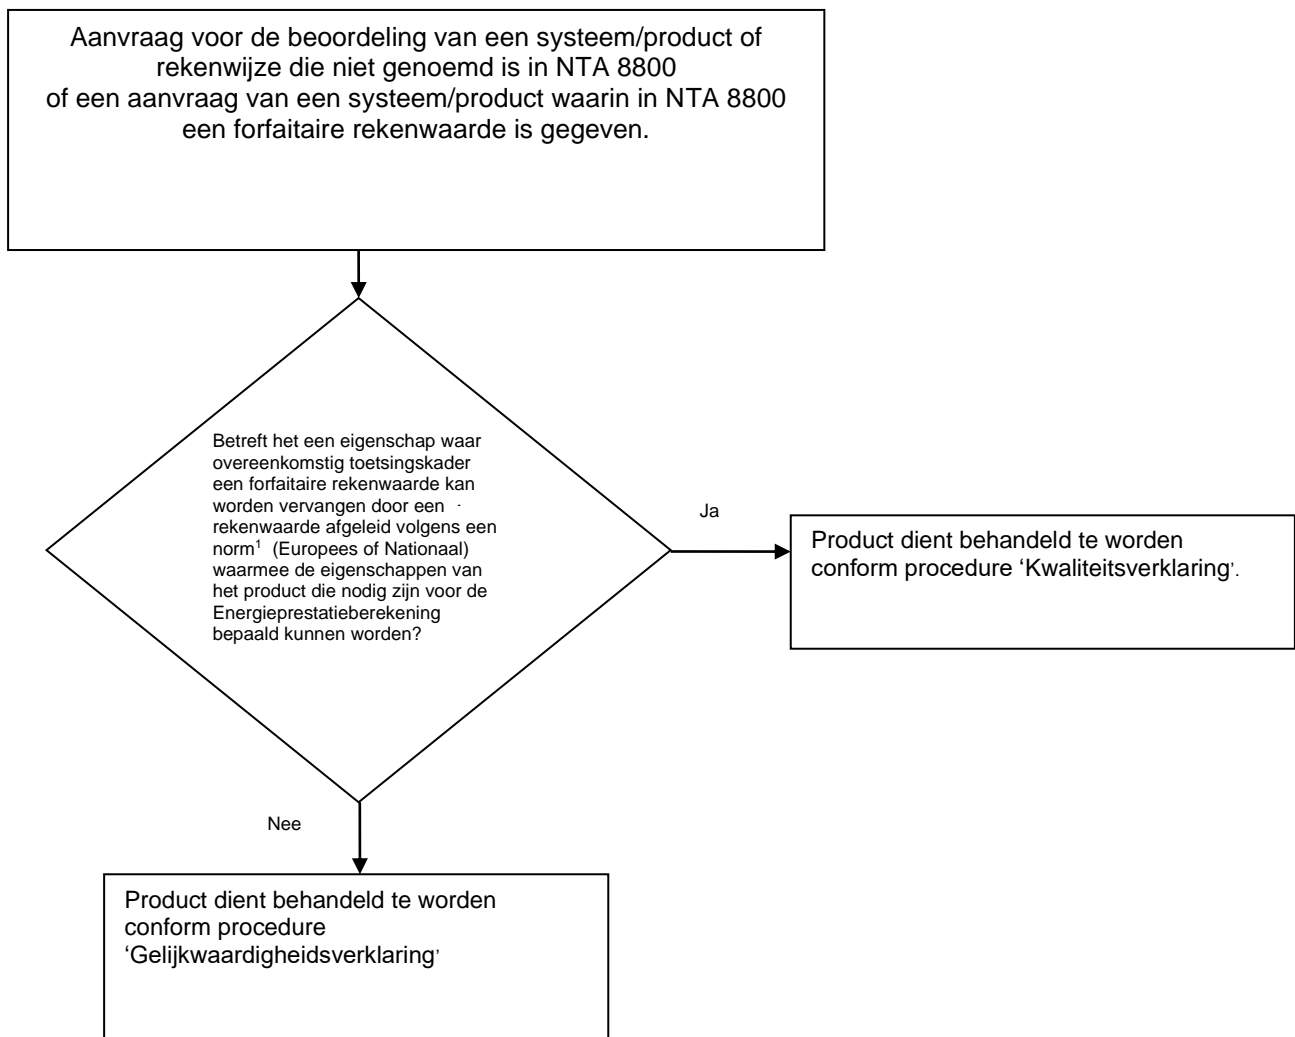 Aanvraag voor de beoordeling van een systeem/product of
rekenwijze die niet genoemd is in NTA 8800
of een aanvraag van een systeem/product waarin in NTA 8800
een forfaitaire rekenwaarde is gegeven.
Betreft het een eigenschap waar
overeenkomstig toetsingskader
een forfaitaire rekenwaarde kan
worden vervangen door een -
rekenwaarde afgeleid volgens een
norm¹ (Europees of Nationaal)
waarmee de eigenschappen van
het product die nodig zijn voor de
Energieprestatieberekening
bepaald kunnen worden?
Ja
Product dient behandeld te worden
conform procedure ‘Kwaliteitsverklaring’.
Nee
Product dient behandeld te worden
conform procedure
‘Gelijkwaardigheidsverklaring’